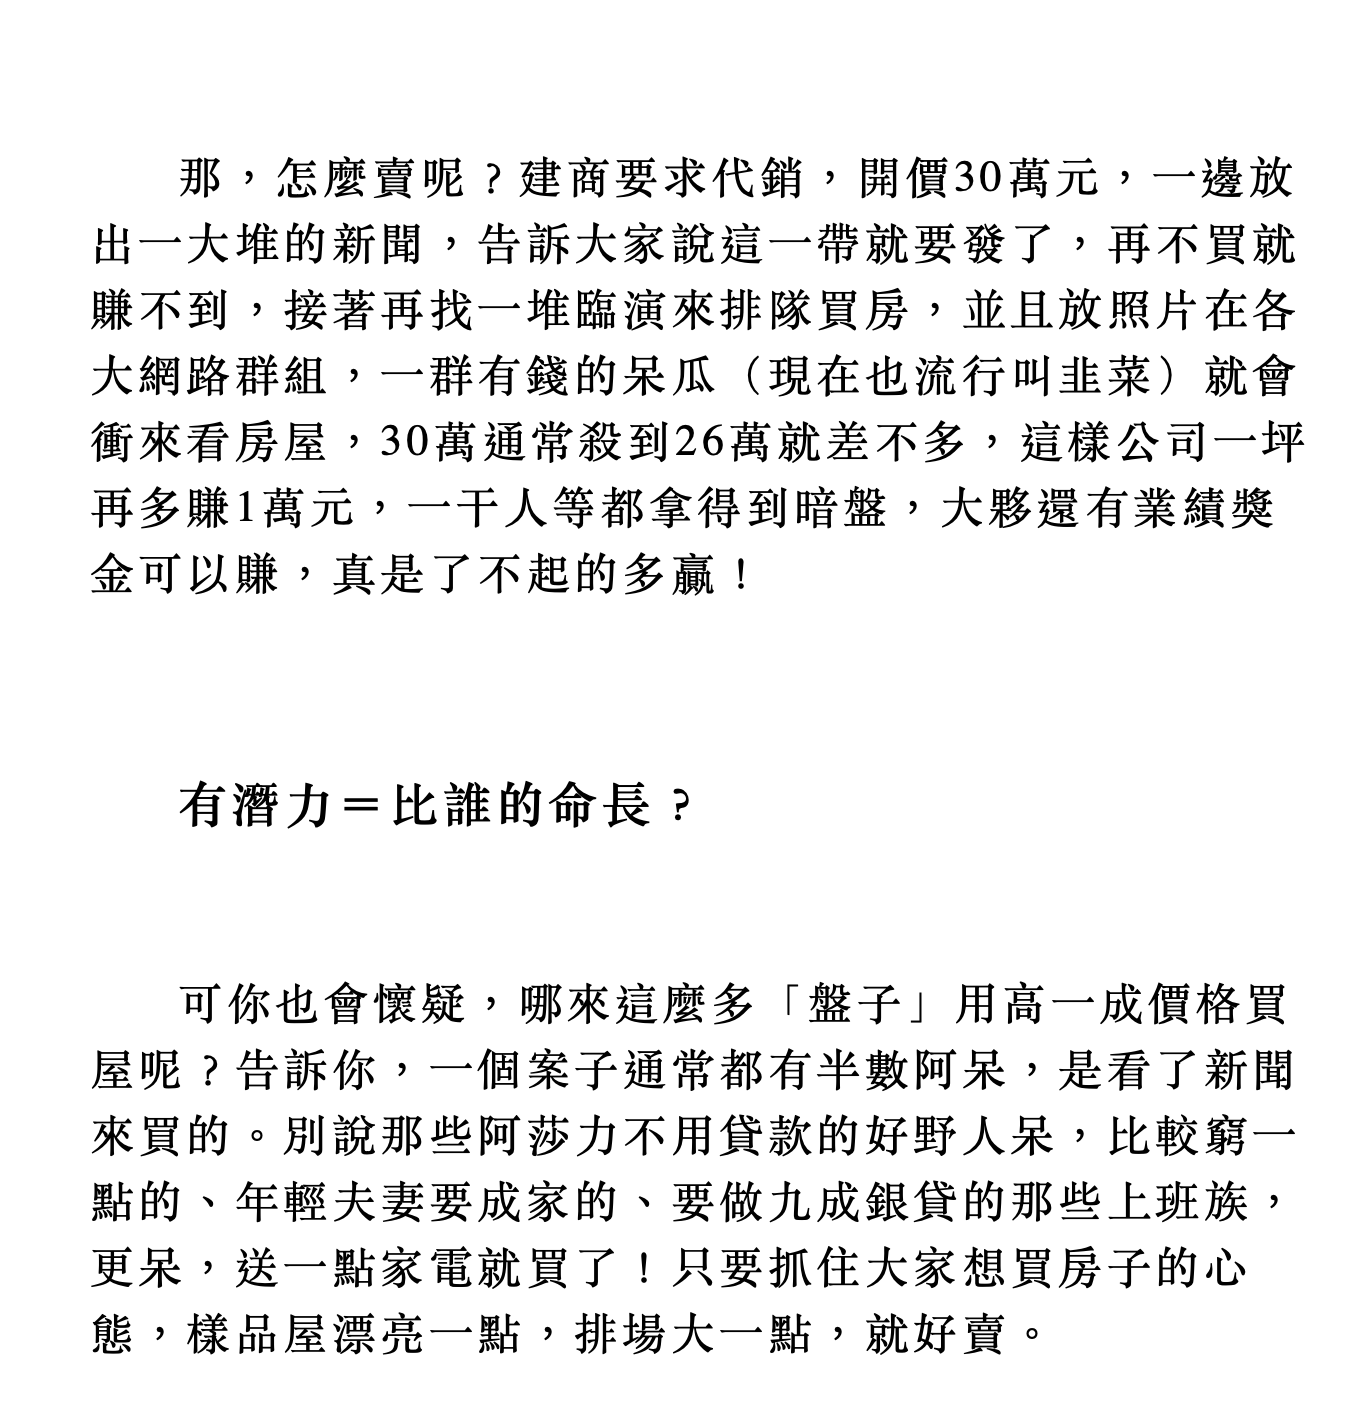 那，怎麼賣呢？建商要求代銷，開價30萬元，一邊放
出一大堆的新聞，告訴大家說這一帶就要發了，再不買就
賺不到，接著再找一堆臨演來排隊買房，並且放照片在各
大網路群組，一群有錢的呆瓜（現在也流行叫韭菜）就會
衝來看房屋，30萬通常殺到26萬就差不多，這樣公司一坪
再多賺1萬元，一干人等都拿得到暗盤，大夥還有業績獎
金可以賺，真是了不起的多贏！
有潛力＝比誰的命長？
可你也會懷疑，哪來這麼多「盤子」用高一成價格買
屋呢？告訴你，一個案子通常都有半數阿呆，是看了新聞
來買的。別說那些阿莎力不用貸款的好野人呆，比較窮一
點的、年輕夫妻要成家的、要做九成銀貸的那些上班族，
更呆，送一點家電就買了！只要抓住大家想買房子的心
態，樣品屋漂亮一點，排場大一點，就好賣。